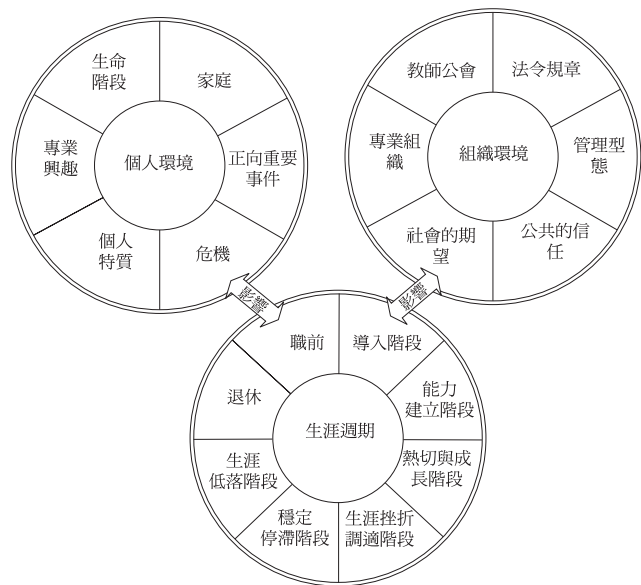 生命
階段
家庭
專業
興趣
個人環境
正向重要
事件
個人
特質
危機
教師公會
法令規章
專業組
織
組織環境
管理型
態
社會的期
望
公共的信
任
影響
影響
職前
導入階段
退休
能力
建立階段
生涯週期
生涯
低落階段
熱切與成
長階段
穩定
停滯階段
生涯挫折
調適階段